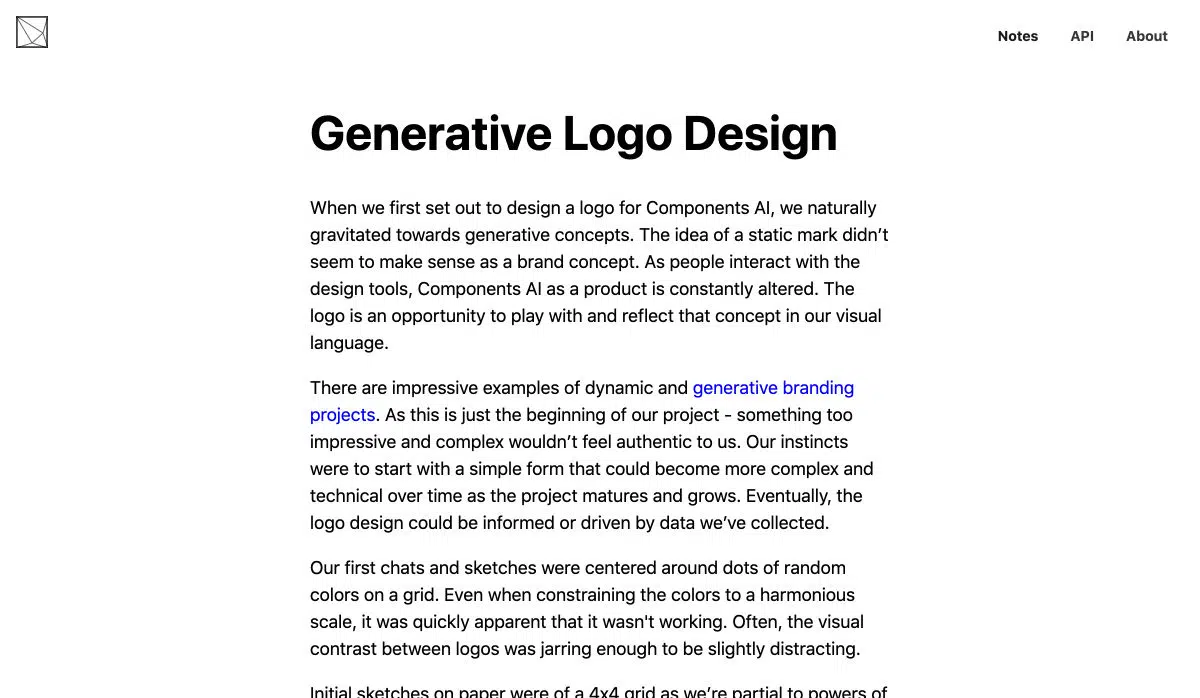 Notes API About
Generative Logo Design
When we first set out to design a logo for Components AI, we naturally
gravitated towards generative concepts. The idea of a static mark didn’t
seem to make sense as a brand concept. As people interact with the
design tools, Components AI as a product is constantly altered. The
logo is an opportunity to play with and reflect that concept in our visual
language.
There are impressive examples of dynamic and generative branding
projects. As this is just the beginning of our project - something too
impressive and complex wouldn’t feel authentic to us. Our instincts
were to start with a simple form that could become more complex and
technical over time as the project matures and grows. Eventually, the
logo design could be informed or driven by data we’ve collected.
Our first chats and sketches were centered around dots of random
colors on a grid. Even when constraining the colors to a harmonious
scale, it was quickly apparent that it wasn't working. Often, the visual
contrast between logos was jarring enough to be slightly distracting.
Initial sketches on paper were of a 4x4 grid as we’re partial to powers of